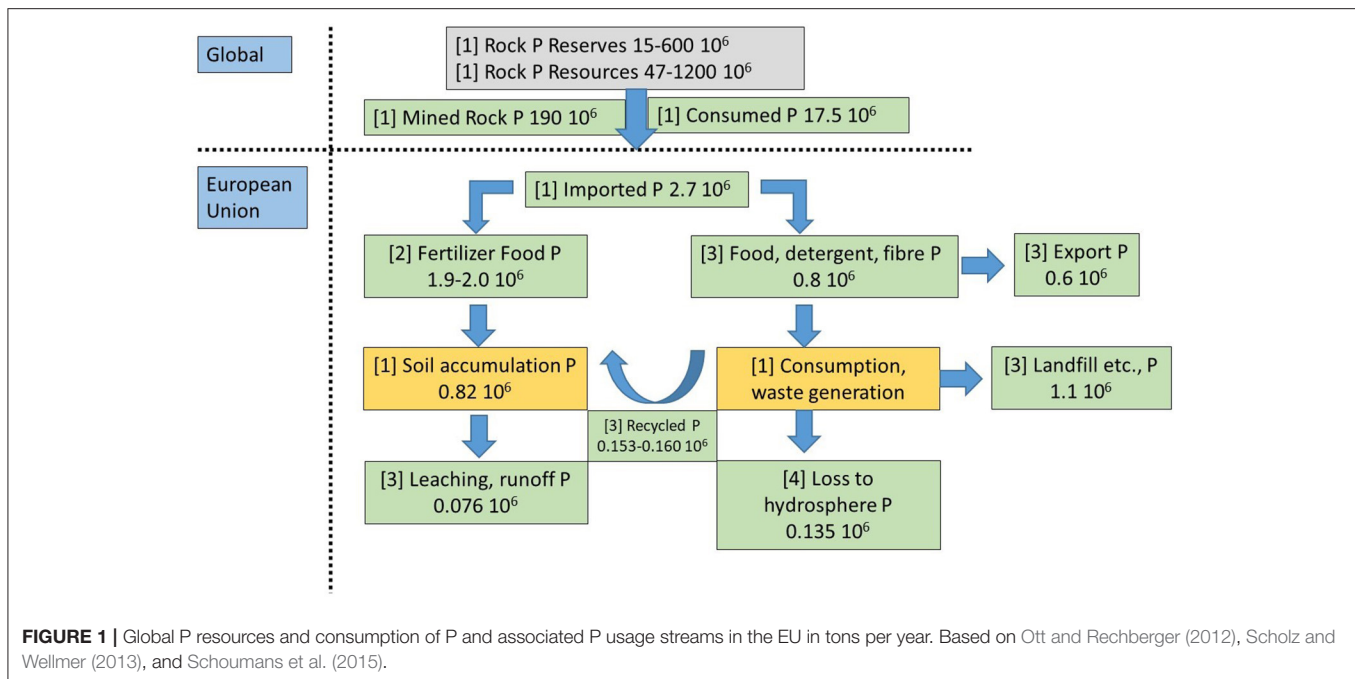 Global
[1] Rock P Reserves 15-600 10⁶
[1] Rock P Resources 47-1200 10⁶
[1] Mined Rock P 190 10⁶
[1] Consumed P 17.5 10⁶
European
Union
[1] Imported P 2.7 10⁶
[2] Fertilizer Food P
1.9-2.0 10⁶
[3] Food, detergent, fibre P
0.8 10⁶
[3] Export P
0.6 10⁶
[1] Soil accumulation P
0.82 10⁶
[1] Consumption,
waste generation
[3] Landfill etc., P
1.1 10⁶
[3] Recycled P
0.153-0.160 10⁶
[3] Leaching, runoff P
0.076 10⁶
[4] Loss to
hydrosphere P
0.135 10⁶
FIGURE 1 | Global P resources and consumption of P and associated P usage streams in the EU in tons per year. Based on Ott and Rechberger (2012), Scholz and
Wellmer (2013), and Schoumans et al. (2015).